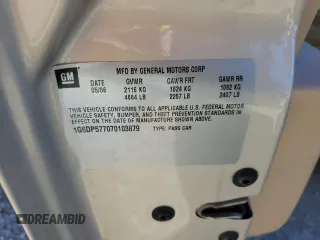 GM
MFD BY GENERAL MOTORS CORP
DATE GVWR GAWR FRT GAWR RR
05/06 2116 KG 1024 KG 1092 KG
4664 LB 2257 LB 2407 LB
THIS VEHICLE CONFORMS TO ALL APPLICABLE U.S. FEDERAL MOTOR
VEHICLE SAFETY, BUMPER, AND THEFT PREVENTION STANDARDS IN
EFFECT ON THE DATE OF MANUFACTURE SHOWN ABOVE.
1G6DP577070103879 TYPE: PASS CAR
DREAMBID